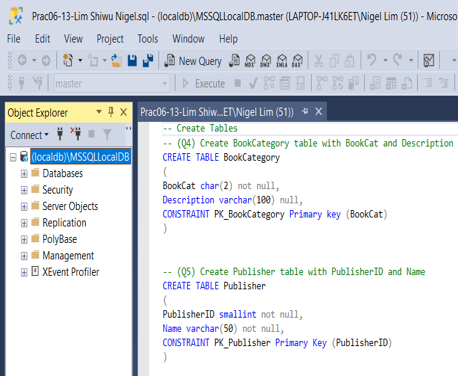 Prac06-13-Lim Shiwu Nigel.sql - (localdb)\MSSQLLocalDB.master (LAPTOP-J41LK6ET\Nigel Lim (51)) - Microso
File Edit View Project Tools Window Help
New Query MDX DMX XMLA DAX
master Execute
Object Explorer
Prac06-13-Lim Shiw...ET\Nigel Lim (51))
Connect
(localdb)\MSSQLLocalDB
Databases
Security
Server Objects
Replication
PolyBase
Management
XEvent Profiler
-- Create Tables
-- (Q4) Create BookCategory table with BookCat and Description
CREATE TABLE BookCategory
(
BookCat char(2) not null,
Description varchar(100) null,
CONSTRAINT PK_BookCategory Primary key (BookCat)
)
-- (Q5) Create Publisher table with PublisherID and Name
CREATE TABLE Publisher
(
PublisherID smallint not null,
Name varchar(50) not null,
CONSTRAINT PK_Publisher Primary Key (PublisherID)
)